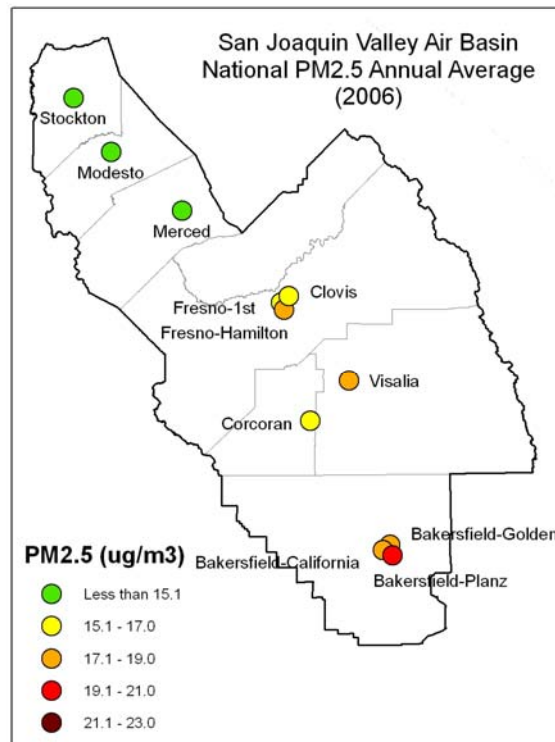 San Joaquin Valley Air Basin
National PM2.5 Annual Average
(2006)
Stockton
Modesto
Merced
Clovis
Fresno-1st
Fresno-Hamilton
Visalia
Corcoran
Bakersfield-Golden
Bakersfield-California
Bakersfield-Planz
PM2.5 (ug/m3)
Less than 15.1
15.1 - 17.0
17.1 - 19.0
19.1 - 21.0
21.1 - 23.0